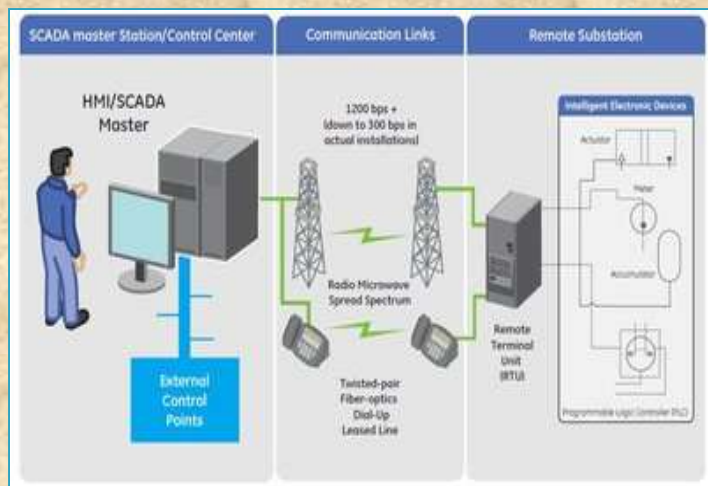 SCADA master Station/Control Center
HMI/SCADA
Master
External
Control
Points
Communication Links
1200 bps +
(down to 300 bps in
actual installations)
Radio Microwave
Spread Spectrum
Twisted-pair
Fiber-optics
Dial-Up
Leased Line
Remote Substation
Remote
Terminal
Unit
(RTU)
Intelligent Electronic Devices
Actuator
Meter
Accumulator
Programmable Logic Controller (PLC)